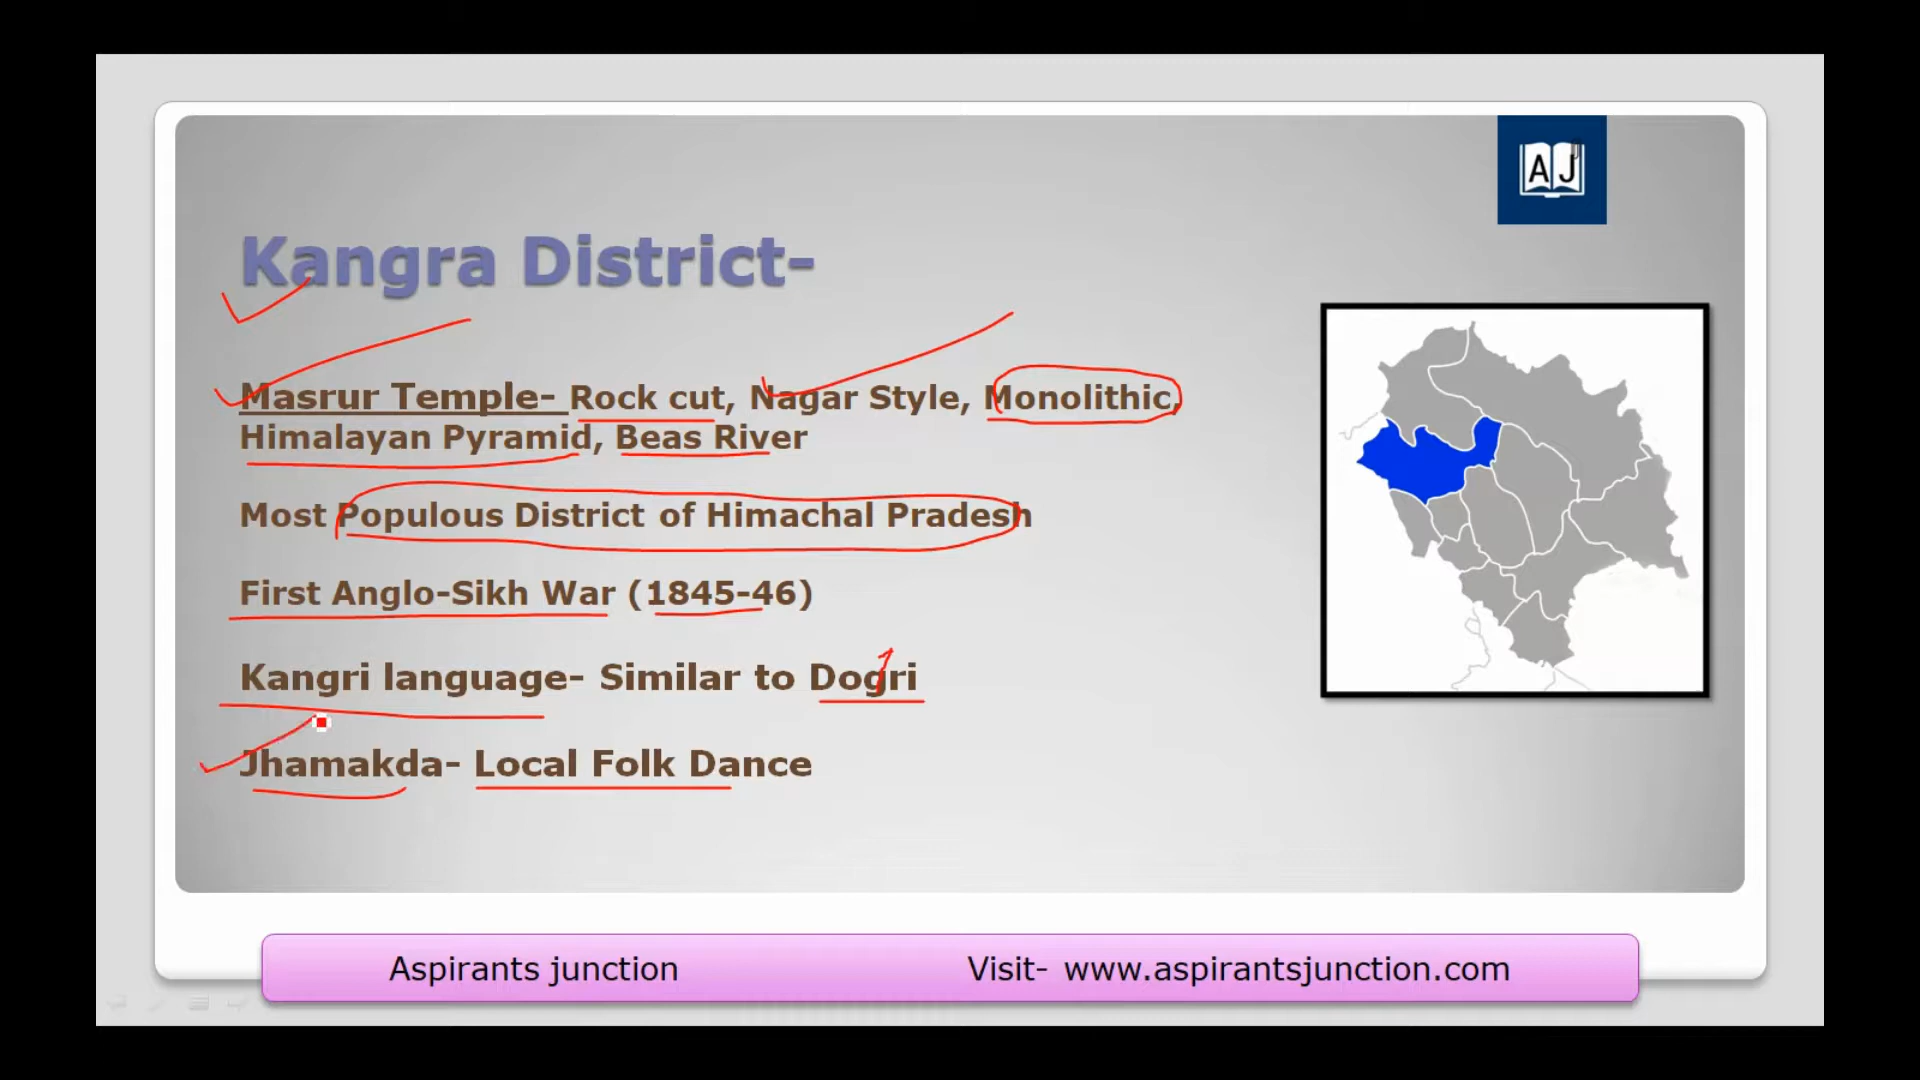 AJ
Kangra District-
Masrur Temple- Rock cut, Nagar Style, Monolithic,
Himalayan Pyramid, Beas River
Most Populous District of Himachal Pradesh
First Anglo-Sikh War (1845-46)
Kangri language- Similar to Dogri
Jhamakda- Local Folk Dance
Aspirants junction Visit- www.aspirantsjunction.com